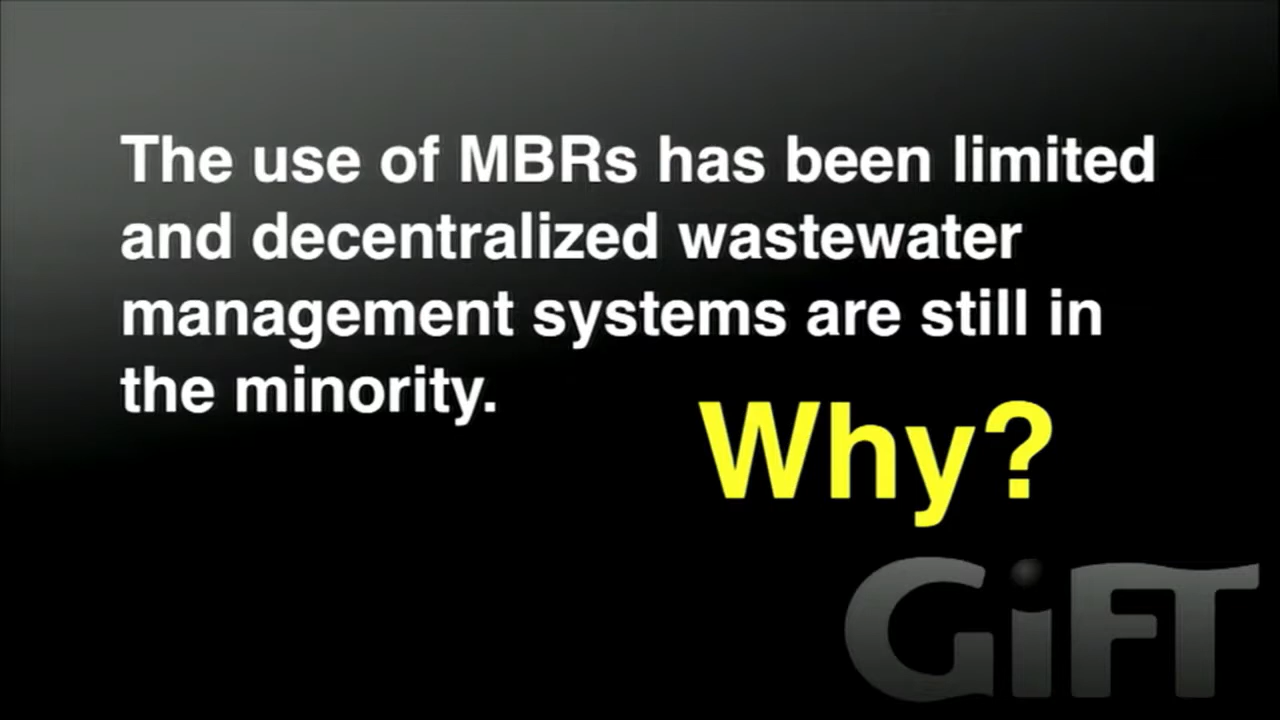 The use of MBRs has been limited
and decentralized wastewater
management systems are still in
the minority.
Why?
GiFT